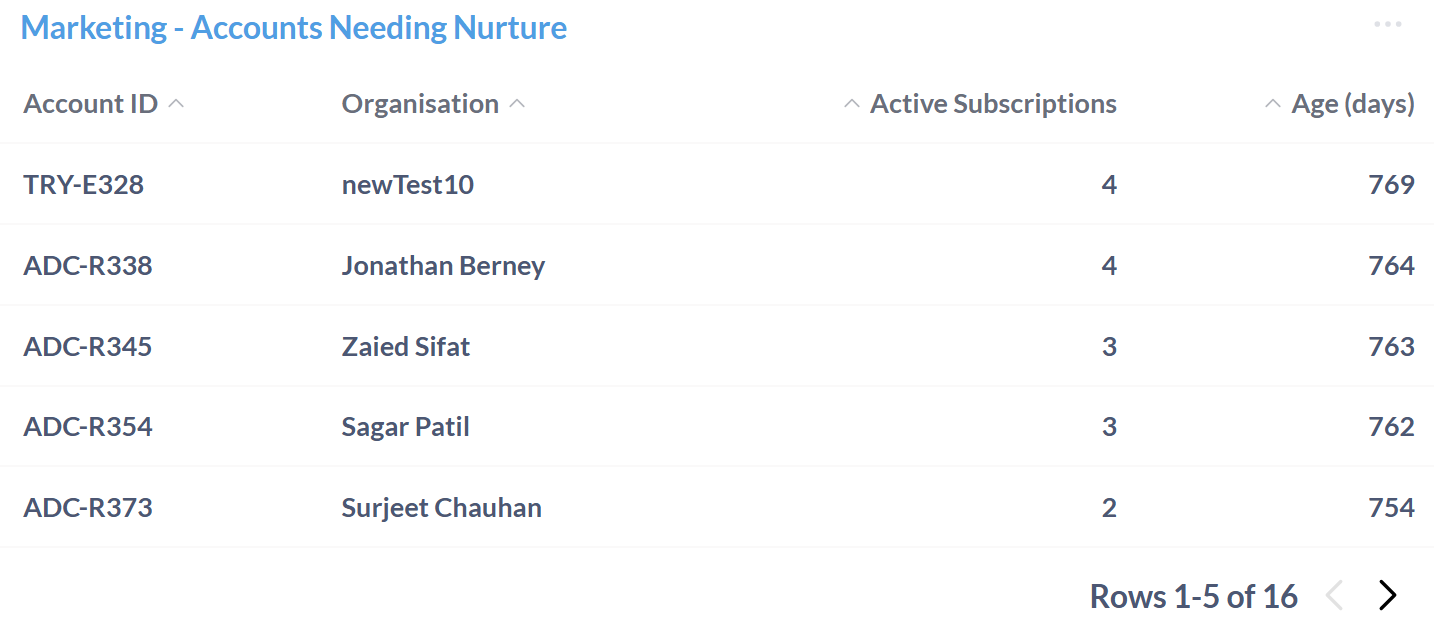 Marketing - Accounts Needing Nurture
Account ID Organisation Active Subscriptions Age (days)
TRY-E328 newTest10 4 769
ADC-R338 Jonathan Berney 4 764
ADC-R345 Zaied Sifat 3 763
ADC-R354 Sagar Patil 3 762
ADC-R373 Surjeet Chauhan 2 754
Rows 1-5 of 16